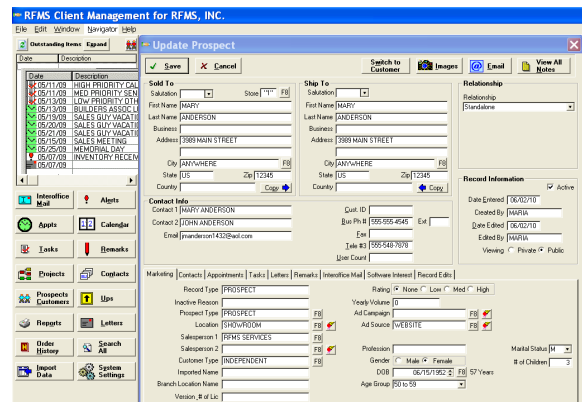 RFMS Client Management for RFMS, INC.
File Edit Window Navigator Help
Outstanding Items Expand
Date Description
Date Description
05/11/09 HIGH PRIORITY CAL
05/11/09 MED PRIORITY SEN
05/13/09 LOW PRIORITY OTH
05/13/09 BUILDERS ASSOC L
05/19/09 SALES GUY VACATIO
05/20/09 SALES GUY VACATIO
05/21/09 SALES GUY VACATIO
05/15/09 SALES MEETING
05/25/09 MEMORIAL DAY
05/07/09 INVENTORY RECEIV
05/07/09
Interoffice Mail Alerts
Appts Calendar
Tasks Remarks
Projects Contacts
Prospects Customers Ups
Reports Letters
Order History Search All
Import Data System Settings
Update Prospect
Save Cancel Switch to Customer Images Email View All Notes
Sold To
Salutation Store "1" F8
First Name MARY
Last Name ANDERSON
Business
Address 3989 MAIN STREET
City ANYWHERE F8
State US Zip 12345
Country Copy
Ship To
Salutation
First Name MARY
Last Name ANDERSON
Business
Address 3989 MAIN STREET
City ANYWHERE F8
State US Zip 12345
Country Copy
Relationship
Relationship
Standalone
Record Information
Active
Date Entered 06/02/10
Created By MARIA
Date Edited 06/02/10
Edited By MARIA
Viewing Private Public
Contact Info
Contact 1 MARY ANDERSON
Contact 2 JOHN ANDERSON
Email jmanderson1432@aol.com
Cust. ID
Bus Ph # 555-555-4545 Ext
Fax
Tele #3 555-548-7878
User Count
Marketing Contacts Appointments Tasks Letters Remarks Interoffice Mail Software Interest Record Edits
Record Type PROSPECT
Inactive Reason
Prospect Type PROSPECT F8
Location SHOWROOM F8
Salesperson 1 RFMS SERVICES F8
Salesperson 2 F8
Customer Type INDEPENDENT F8
Imported Name
Branch Location Name
Version _# of Lic
Rating None Low Med High
Yearly Volume 0
Ad Campaign F8
Ad Source WEBSITE F8
Profession
Gender Male Female
DOB 06/15/1952 F8 57 Years
Age Group 50 to 59
Marital Status M
# of Children 3